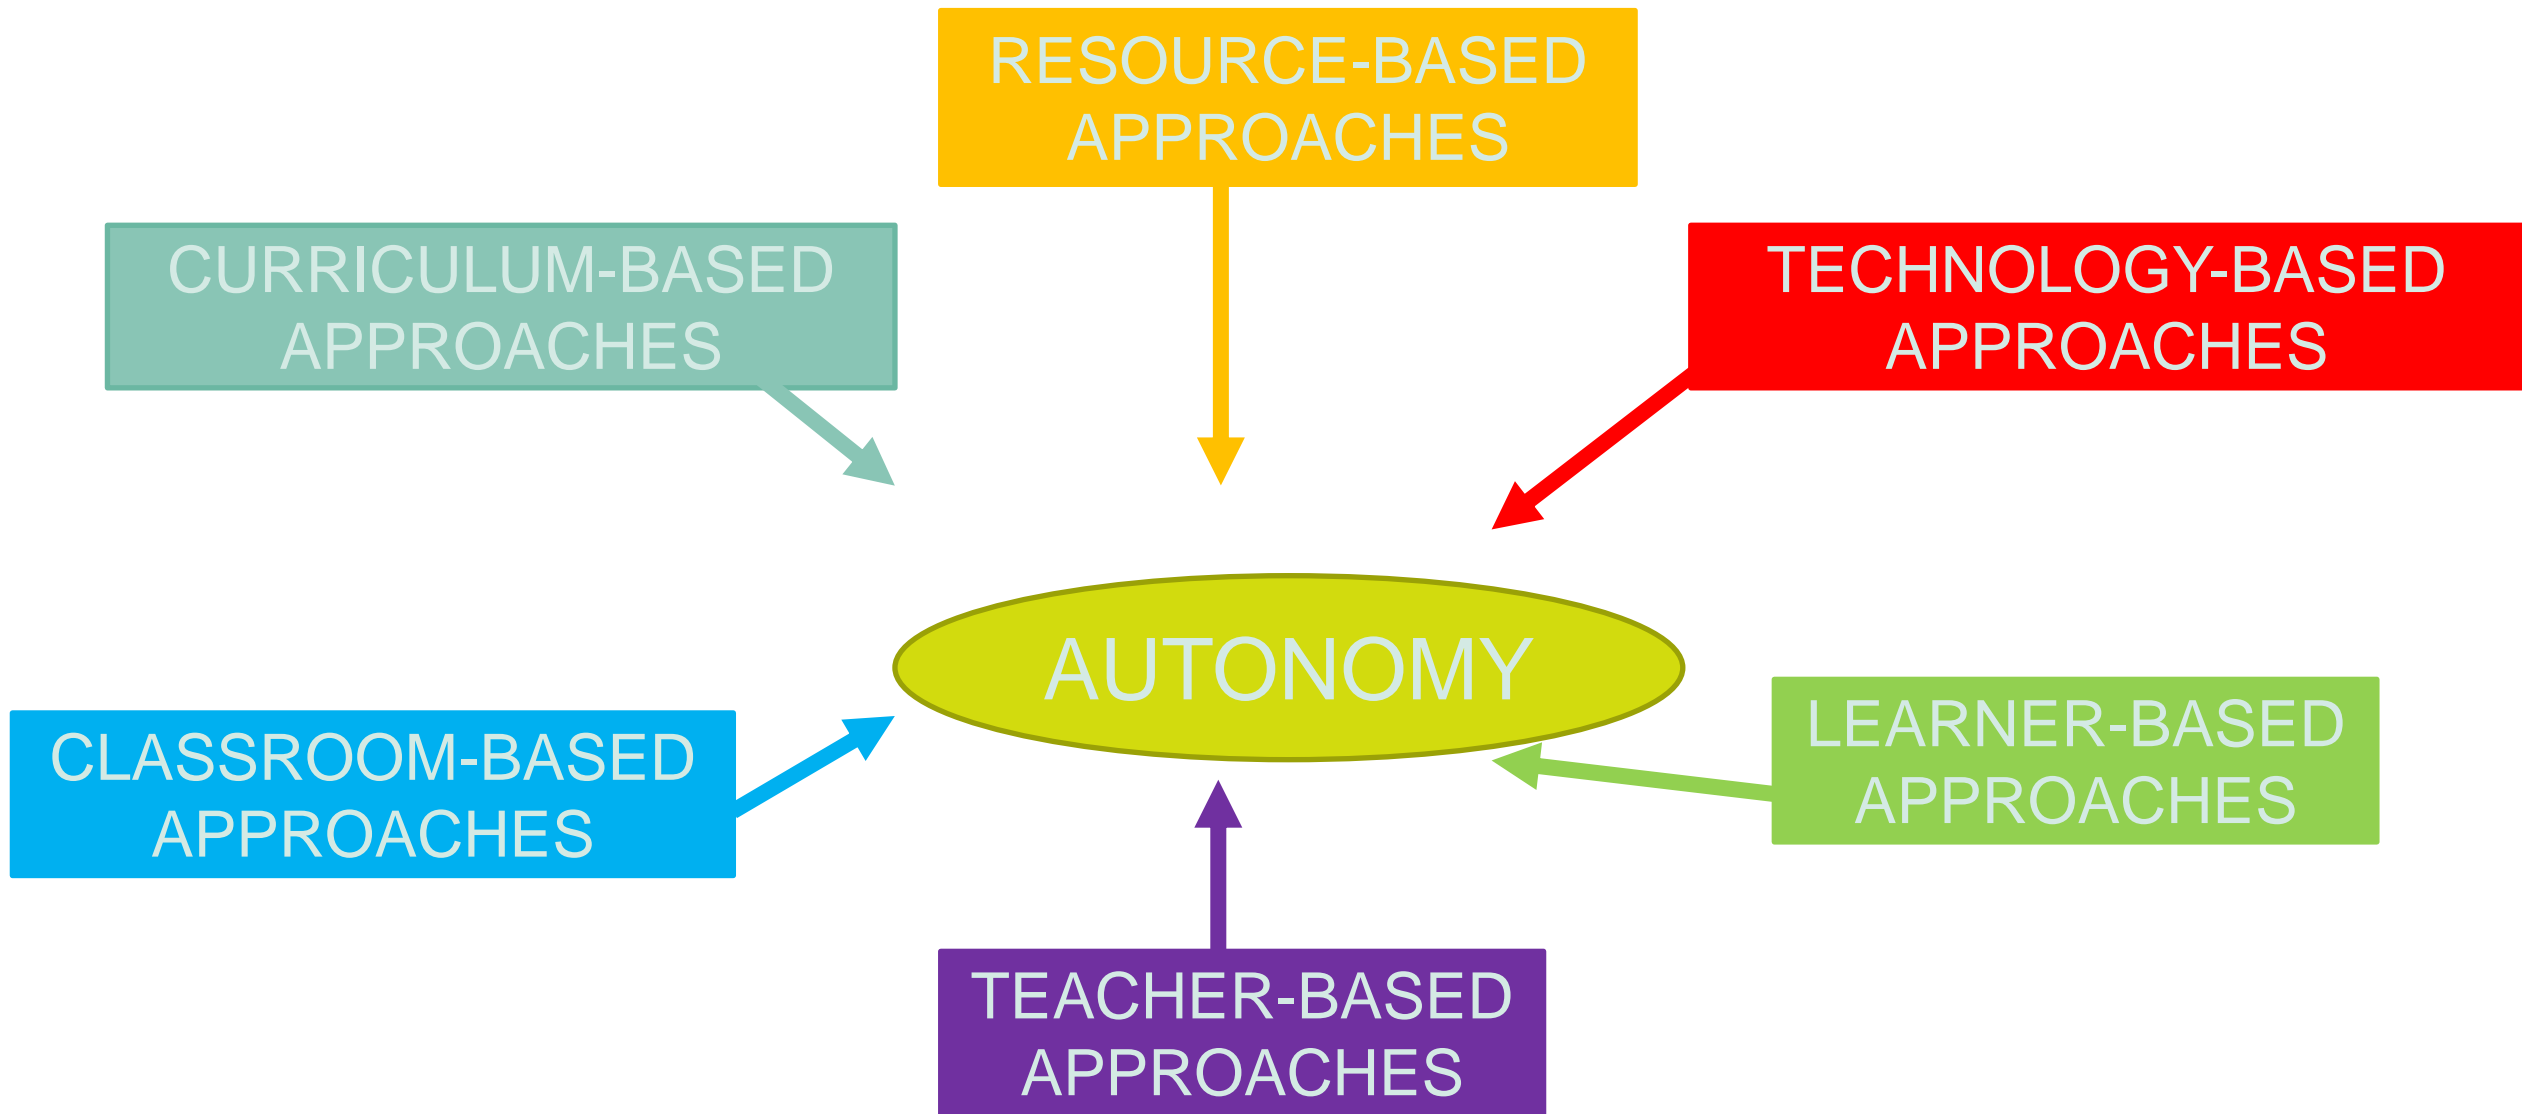 RESOURCE-BASED
APPROACHES
CURRICULUM-BASED
APPROACHES
TECHNOLOGY-BASED
APPROACHES
AUTONOMY
CLASSROOM-BASED
APPROACHES
LEARNER-BASED
APPROACHES
TEACHER-BASED
APPROACHES